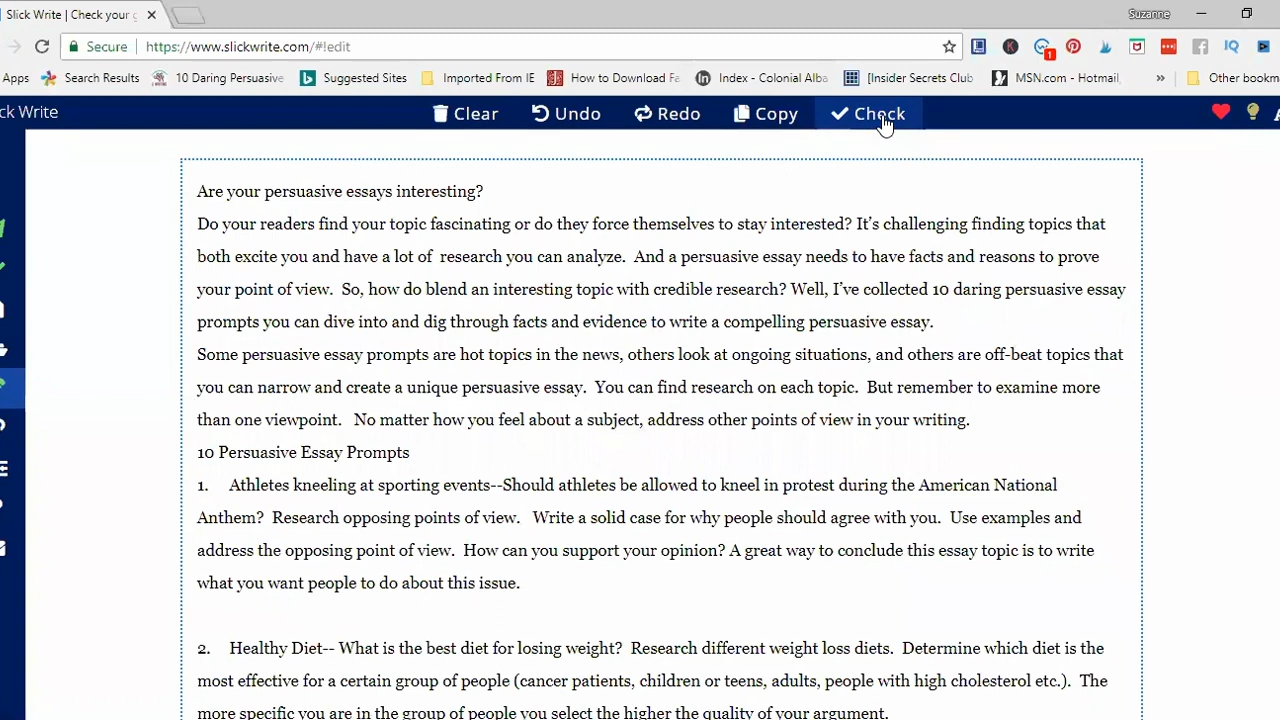 Slick Write | Check your g
Suzanne
Secure
https://www.slickwrite.com/#!edit
1
Apps Search Results 10 Daring Persuasive Suggested Sites Imported From IE How to Download Fa Index - Colonial Alba [Insider Secrets Club MSN.com - Hotmail, » Other bookm
ck Write Clear Undo Redo Copy Check
Are your persuasive essays interesting?
Do your readers find your topic fascinating or do they force themselves to stay interested? It's challenging finding topics that
both excite you and have a lot of research you can analyze. And a persuasive essay needs to have facts and reasons to prove
your point of view. So, how do blend an interesting topic with credible research? Well, I've collected 10 daring persuasive essay
prompts you can dive into and dig through facts and evidence to write a compelling persuasive essay.
Some persuasive essay prompts are hot topics in the news, others look at ongoing situations, and others are off-beat topics that
you can narrow and create a unique persuasive essay. You can find research on each topic. But remember to examine more
than one viewpoint. No matter how you feel about a subject, address other points of view in your writing.
10 Persuasive Essay Prompts
1. Athletes kneeling at sporting events--Should athletes be allowed to kneel in protest during the American National
Anthem? Research opposing points of view. Write a solid case for why people should agree with you. Use examples and
address the opposing point of view. How can you support your opinion? A great way to conclude this essay topic is to write
what you want people to do about this issue.
2. Healthy Diet-- What is the best diet for losing weight? Research different weight loss diets. Determine which diet is the
most effective for a certain group of people (cancer patients, children or teens, adults, people with high cholesterol etc.). The
more specific you are in the group of people you select the higher the quality of your argument.